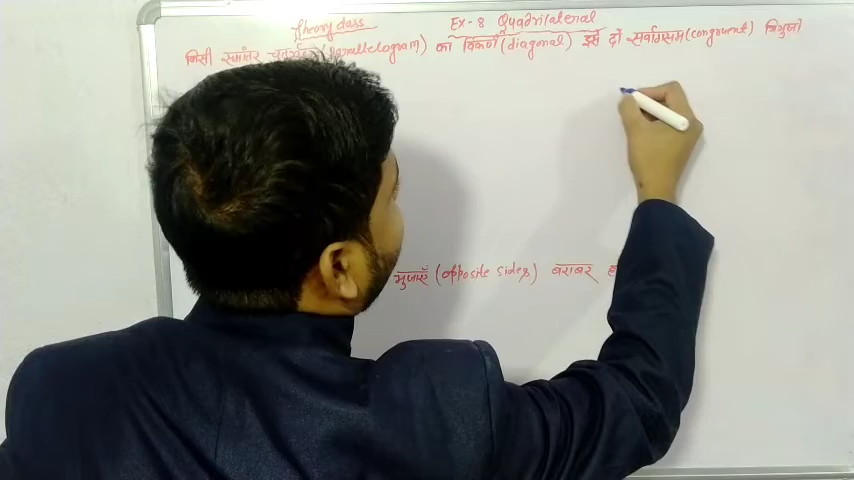 Theory class Ex-8 Quadrilateral
किसी समांतर चतुर्भुज (parallelogram) का विकर्ण (diagonal) इसे दो सर्वांगसम (congruent) त्रिभुजों
भुजाएँ (opposite sides) बराबर